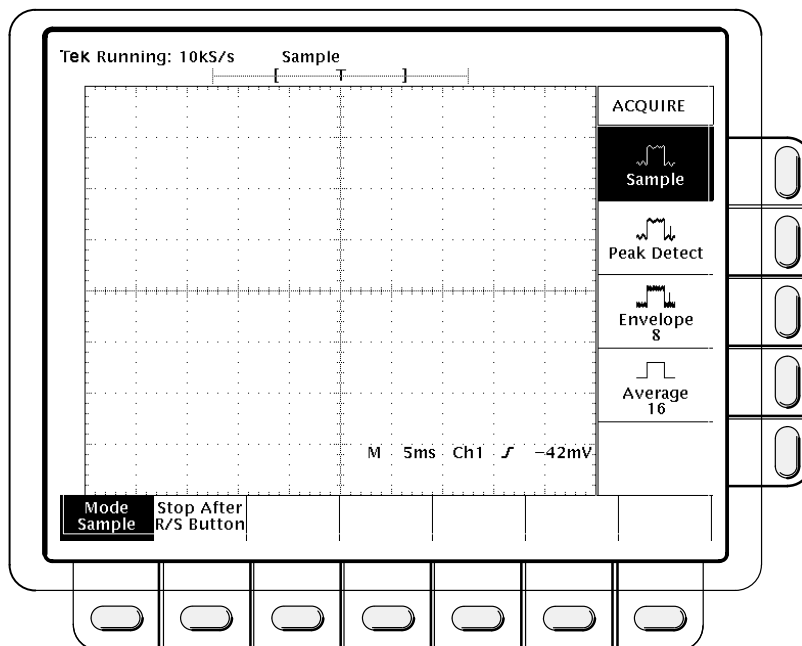 Tek Running: 10kS/s Sample
[ T ]
ACQUIRE
Sample
Peak Detect
Envelope
8
Average
16
M 5ms Ch1 ƒ −42mV
Mode
Sample
Stop After
R/S Button